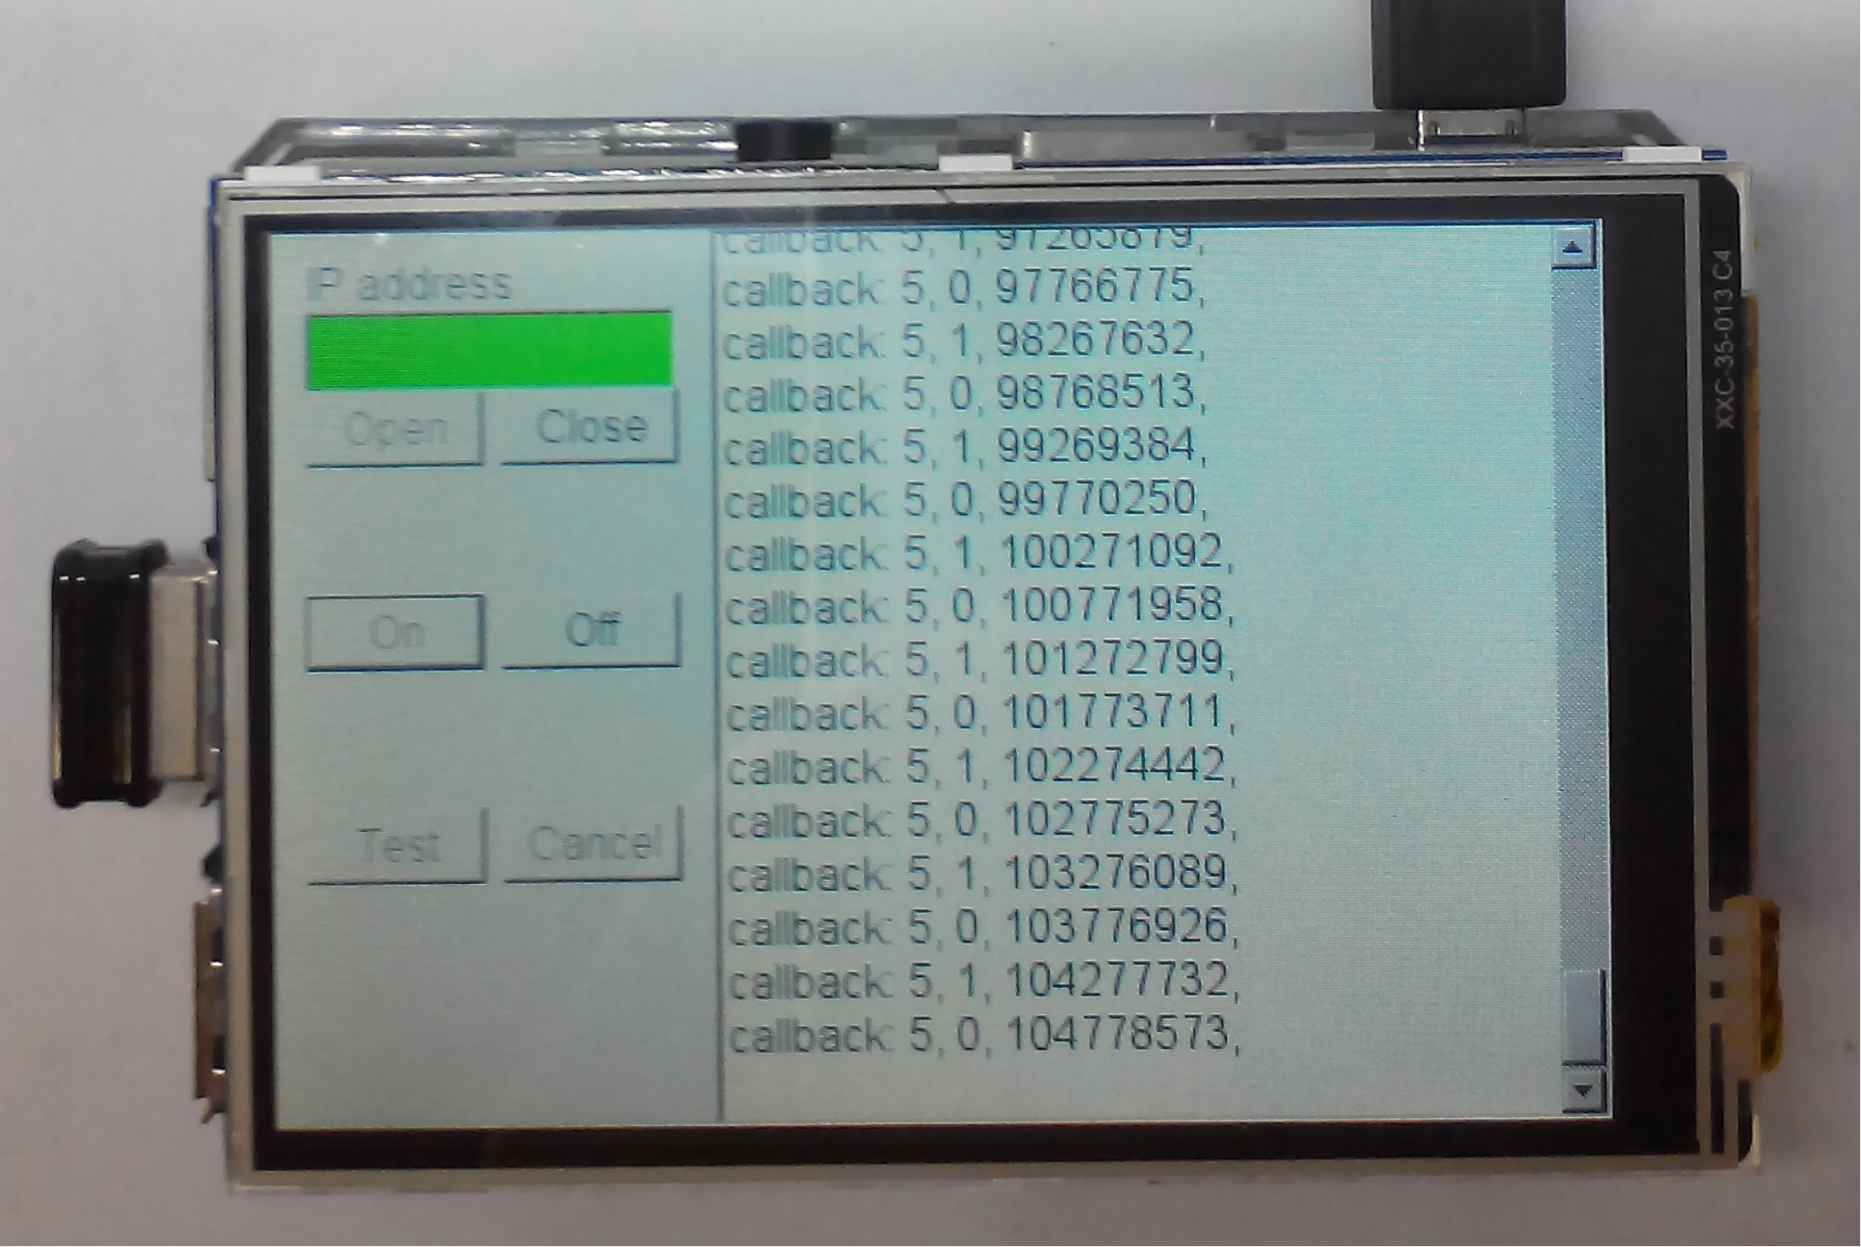 IP address
Open Close
On Off
Test Cancel
callback: 5, 1, 97265879,
callback: 5, 0, 97766775,
callback: 5, 1, 98267632,
callback: 5, 0, 98768513,
callback: 5, 1, 99269384,
callback: 5, 0, 99770250,
callback: 5, 1, 100271092,
callback: 5, 0, 100771958,
callback: 5, 1, 101272799,
callback: 5, 0, 101773711,
callback: 5, 1, 102274442,
callback: 5, 0, 102775273,
callback: 5, 1, 103276089,
callback: 5, 0, 103776926,
callback: 5, 1, 104277732,
callback: 5, 0, 104778573,
XXC-35-013 C4